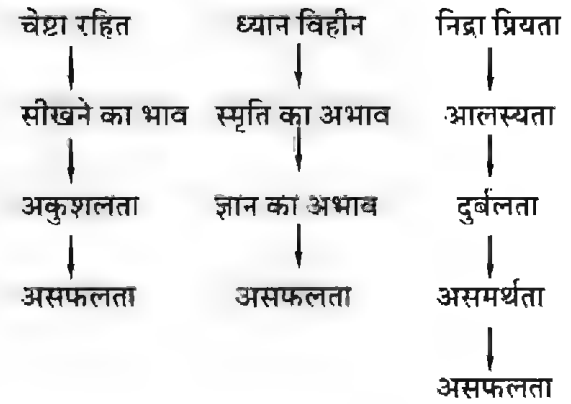 चेष्टा रहित ध्यान विहीन निद्रा प्रियता
सीखने का भाव स्मृति का अभाव आलस्यता
अकुशलता ज्ञान का अभाव दुर्बलता
असफलता असफलता असमर्थता
असफलता